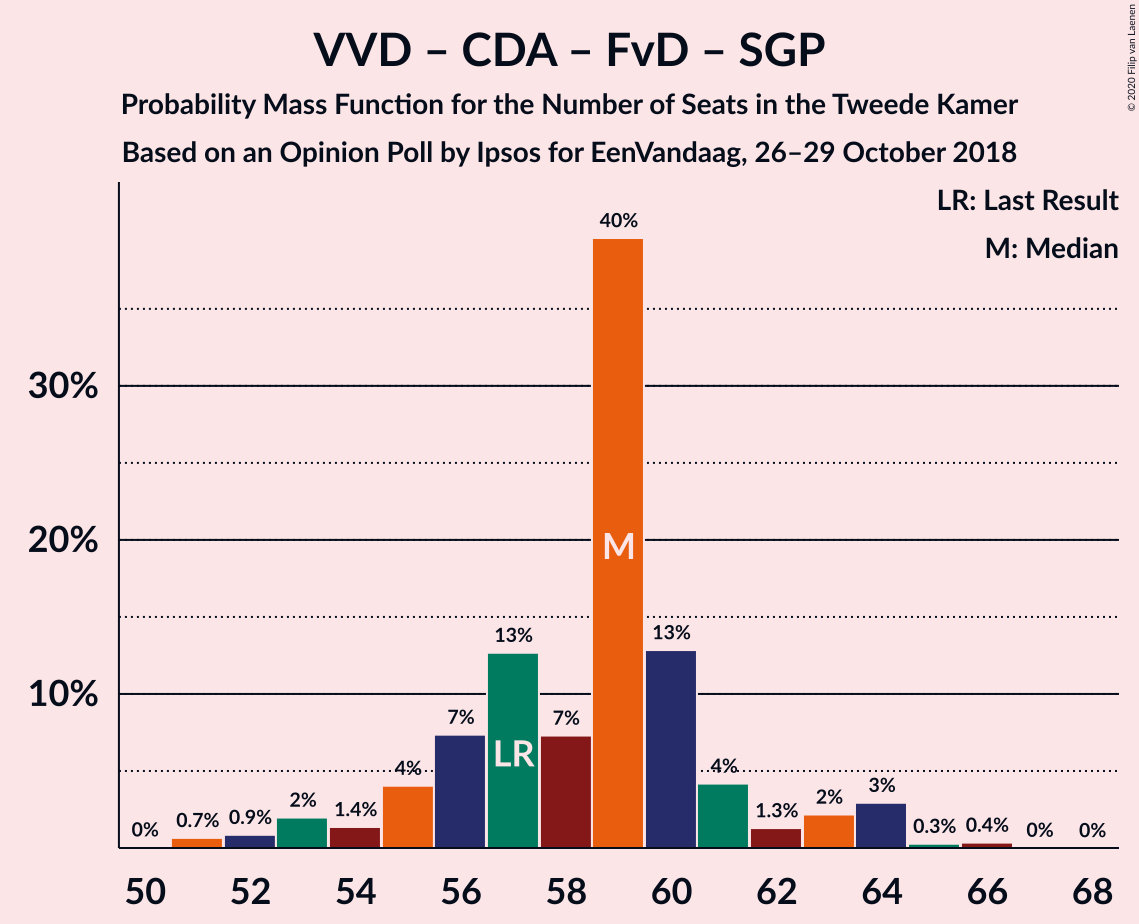 VVD – CDA – FvD – SGP
Probability Mass Function for the Number of Seats in the Tweede Kamer
Based on an Opinion Poll by Ipsos for EenVandaag, 26–29 October 2018
© 2020 Filip van Laenen
LR: Last Result
M: Median
40%
30%
M
20%
13%
13%
10%
7%
LR
7%
4%
4%
3%
0%
0.7%
0.9%
2%
1.4%
1.3%
2%
0.3%
0.4%
0%
0%
50 52 54 56 58 60 62 64 66 68